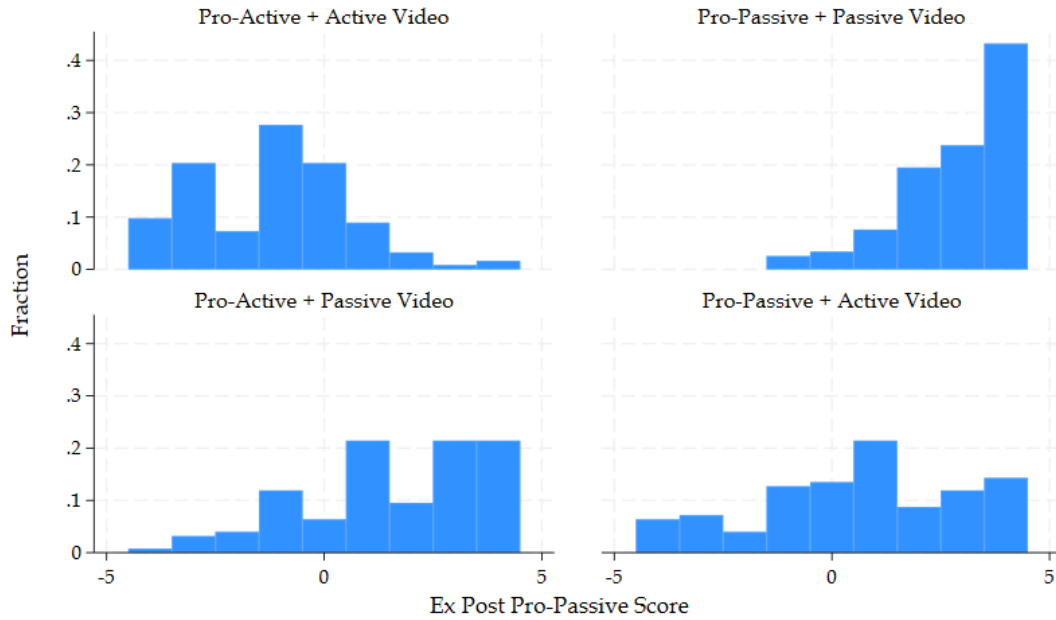 Pro-Active + Active Video
Pro-Passive + Passive Video
.4
.3
.2
.1
0
Pro-Active + Passive Video
Pro-Passive + Active Video
.4
.3
.2
.1
0
Fraction
-5
0
5
-5
0
5
Ex Post Pro-Passive Score